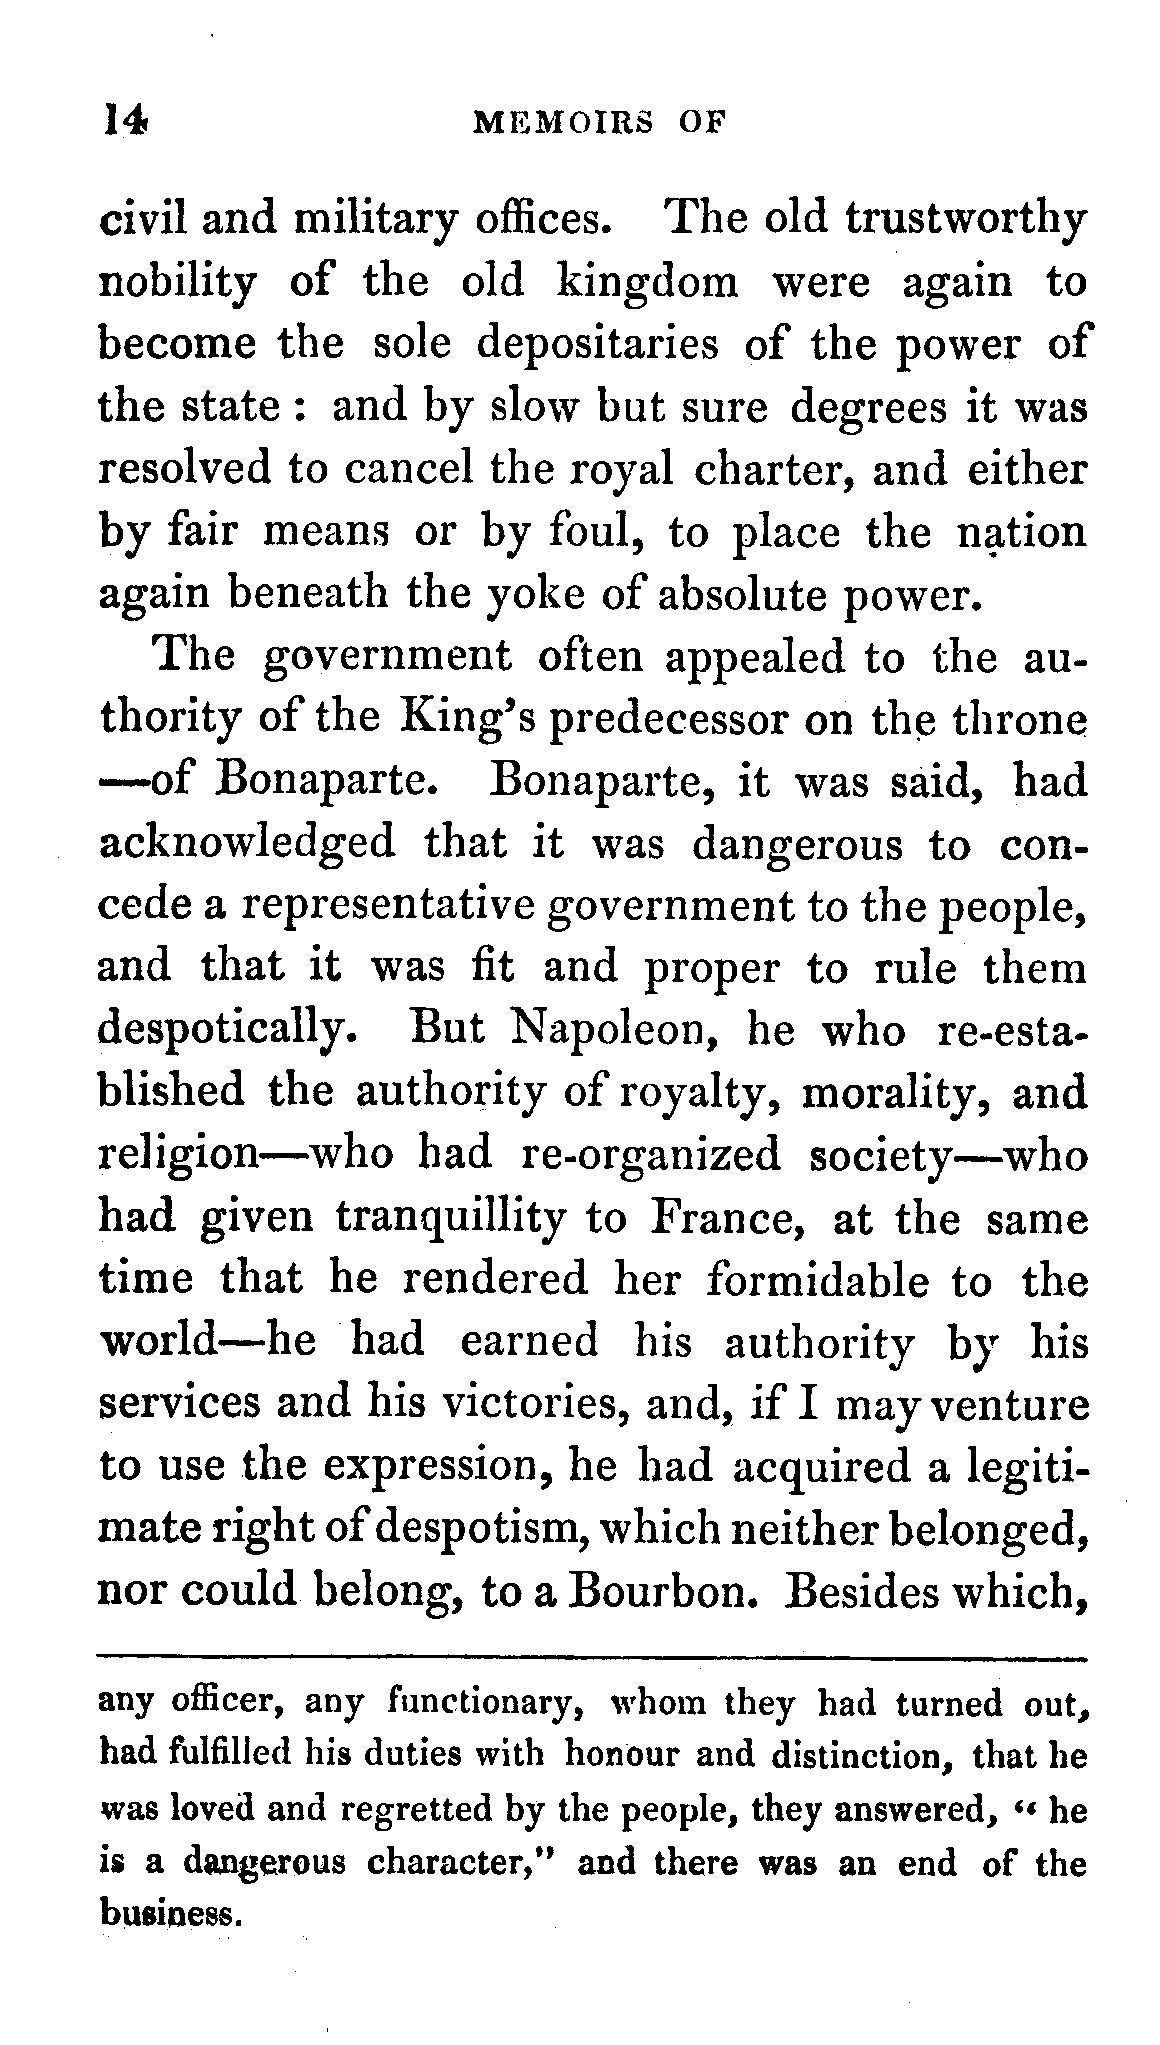 14 MEMOIRS OF
civil and military offices. The old trustworthy
nobility of the old kingdom were again to
become the sole depositaries of the power of
the state : and by slow but sure degrees it was
resolved to cancel the royal charter, and either
by fair means or by foul, to place the nation
again beneath the yoke of absolute power.
The government often appealed to the au-
thority of the King's predecessor on the throne
—of Bonaparte. Bonaparte, it was said, had
acknowledged that it was dangerous to con-
cede a representative government to the people,
and that it was fit and proper to rule them
despotically. But Napoleon, he who re-esta-
blished the authority of royalty, morality, and
religion—who had re-organized society—who
had given tranquillity to France, at the same
time that he rendered her formidable to the
world—he had earned his authority by his
services and his victories, and, if I may venture
to use the expression, he had acquired a legiti-
mate right of despotism, which neither belonged,
nor could belong, to a Bourbon. Besides which,
any officer, any functionary, whom they had turned out,
had fulfilled his duties with honour and distinction, that he
was loved and regretted by the people, they answered, “ he
is a dangerous character,” and there was an end of the
business.